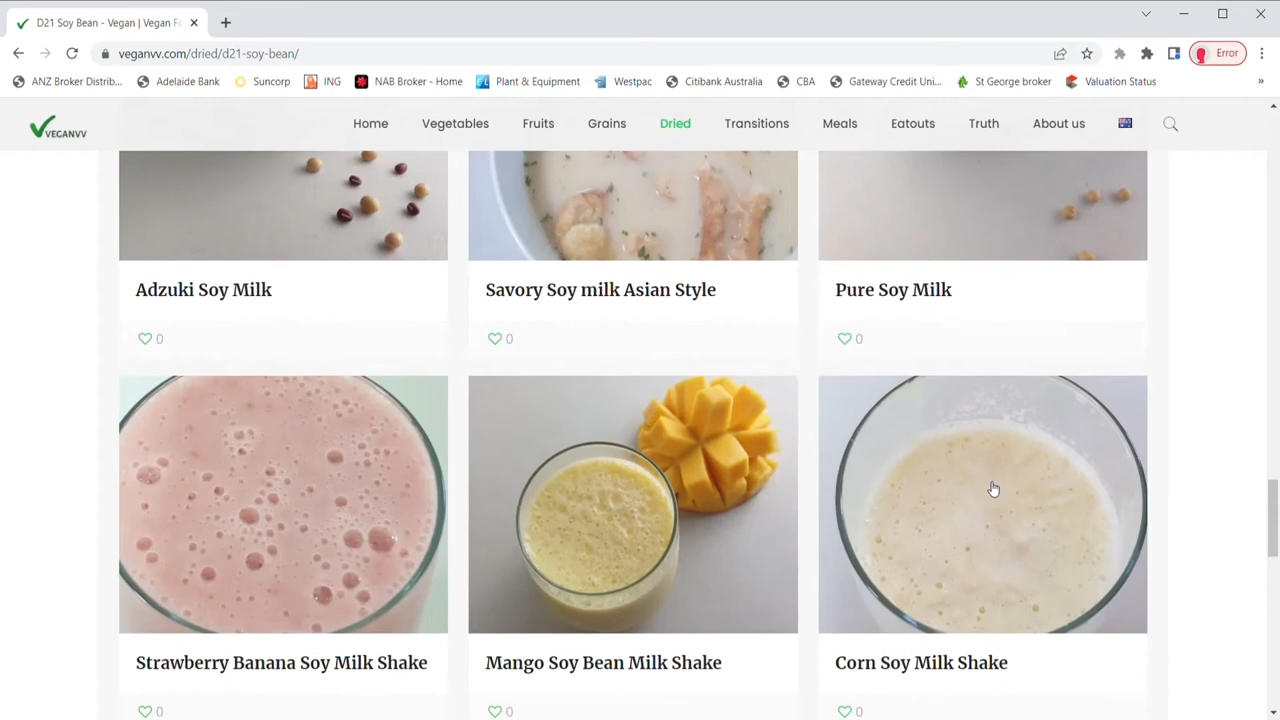 D21 Soy Bean - Vegan | Vegan Fo
veganvv.com/dried/d21-soy-bean/
Error
ANZ Broker Distrib...
Adelaide Bank
Suncorp
ING
NAB Broker - Home
Plant & Equipment
Westpac
Citibank Australia
CBA
Gateway Credit Uni...
St George broker
Valuation Status
»
VEGANVV
Home
Vegetables
Fruits
Grains
Dried
Transitions
Meals
Eatouts
Truth
About us
Adzuki Soy Milk
Savory Soy milk Asian Style
Pure Soy Milk
0
0
0
Strawberry Banana Soy Milk Shake
Mango Soy Bean Milk Shake
Corn Soy Milk Shake
0
0
0